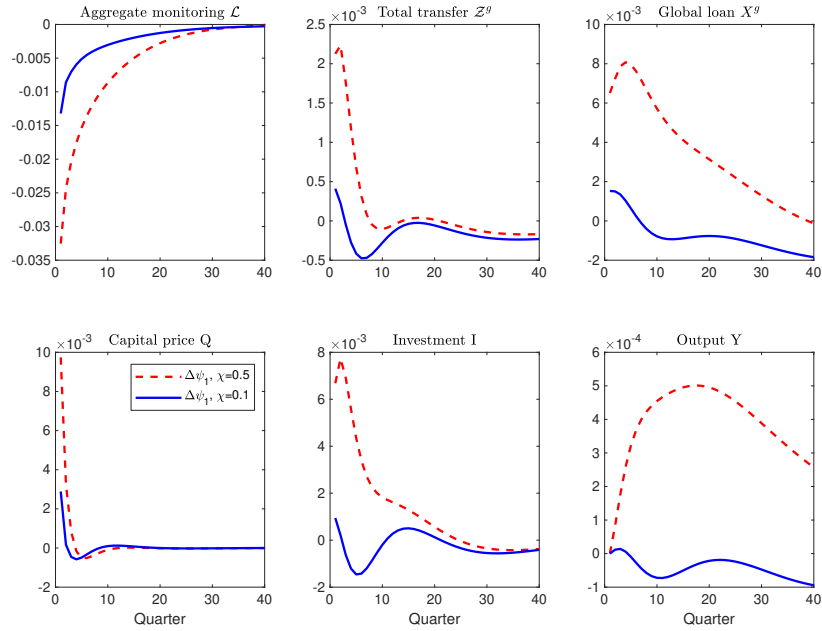 Aggregate monitoring ℒ
0
-0.005
-0.01
-0.015
-0.02
-0.025
-0.03
-0.035
0 10 20 30 40
Total transfer 𝒵^g
×10^-3
2.5
2
1.5
1
0.5
0
-0.5
0 10 20 30 40
Global loan X^g
×10^-3
10
8
6
4
2
0
-2
0 10 20 30 40
Capital price Q
×10^-3
10
8
6
4
2
0
-2
0 10 20 30 40
Quarter
Δψ_1, χ=0.5
Δψ_1, χ=0.1
Investment I
×10^-3
8
6
4
2
0
-2
0 10 20 30 40
Quarter
Output Y
×10^-4
6
5
4
3
2
1
0
-1
0 10 20 30 40
Quarter